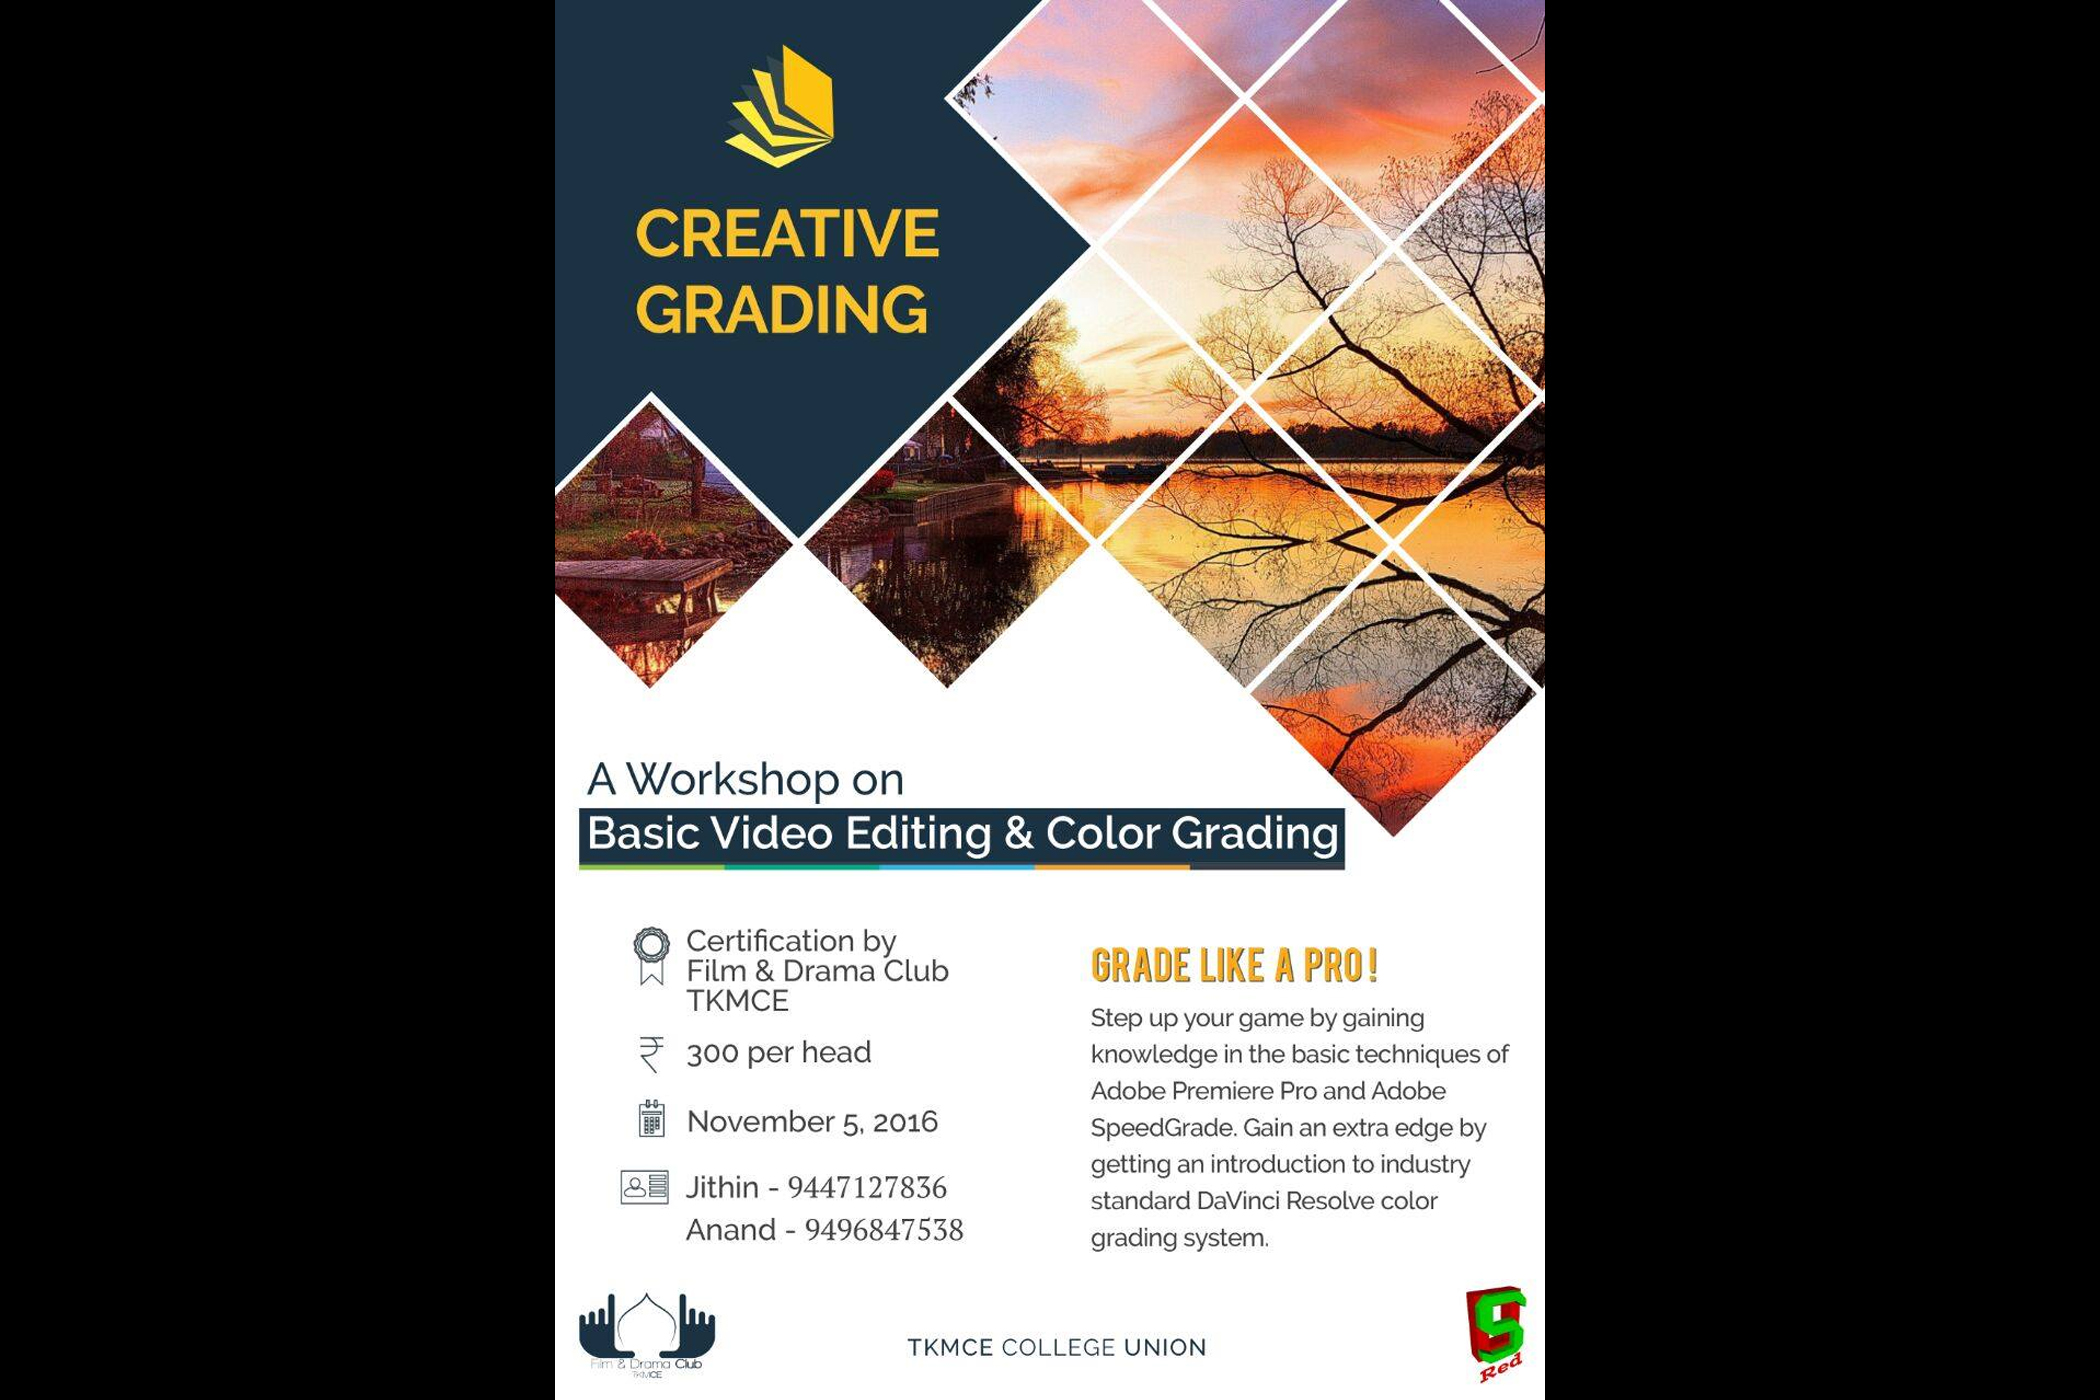 CREATIVE
GRADING
A Workshop on
Basic Video Editing & Color Grading
Certification by
Film & Drama Club
TKMCE
₹ 300 per head
November 5, 2016
Jithin - 9447127836
Anand - 9496847538
GRADE LIKE A PRO!
Step up your game by gaining
knowledge in the basic techniques of
Adobe Premiere Pro and Adobe
SpeedGrade. Gain an extra edge by
getting an introduction to industry
standard DaVinci Resolve color
grading system.
Film & Drama Club
TKMCE
TKMCE COLLEGE UNION
S
Red